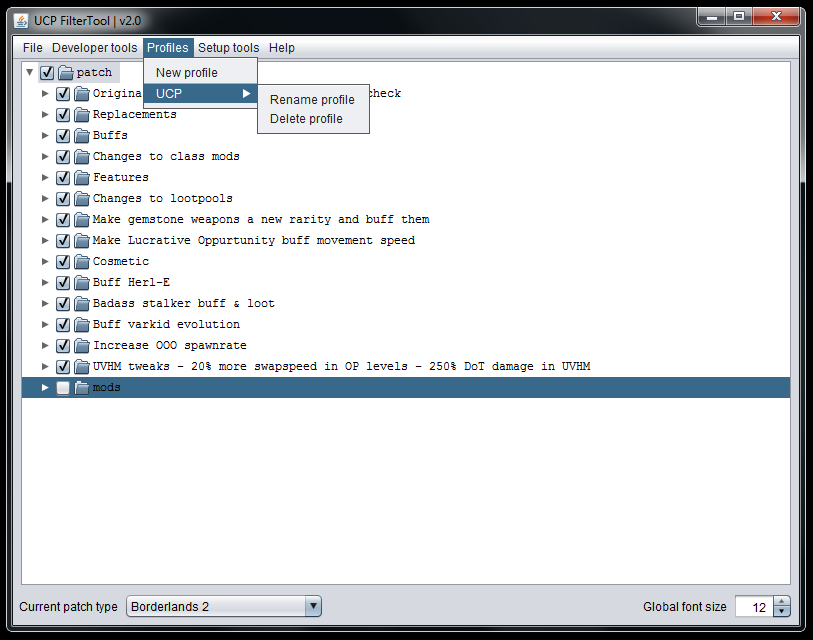 UCP FilterTool | v2.0
File Developer tools Profiles Setup tools Help
patch
New profile
UCP
Rename profile
Delete profile
check
Replacements
Buffs
Changes to class mods
Features
Changes to lootpools
Make gemstone weapons a new rarity and buff them
Make Lucrative Oppurtunity buff movement speed
Cosmetic
Buff Herl-E
Badass stalker buff & loot
Buff varkid evolution
Increase OOO spawnrate
UVHM tweaks - 20% more swapspeed in OP levels - 250% DoT damage in UVHM
mods
Current patch type Borderlands 2 Global font size 12